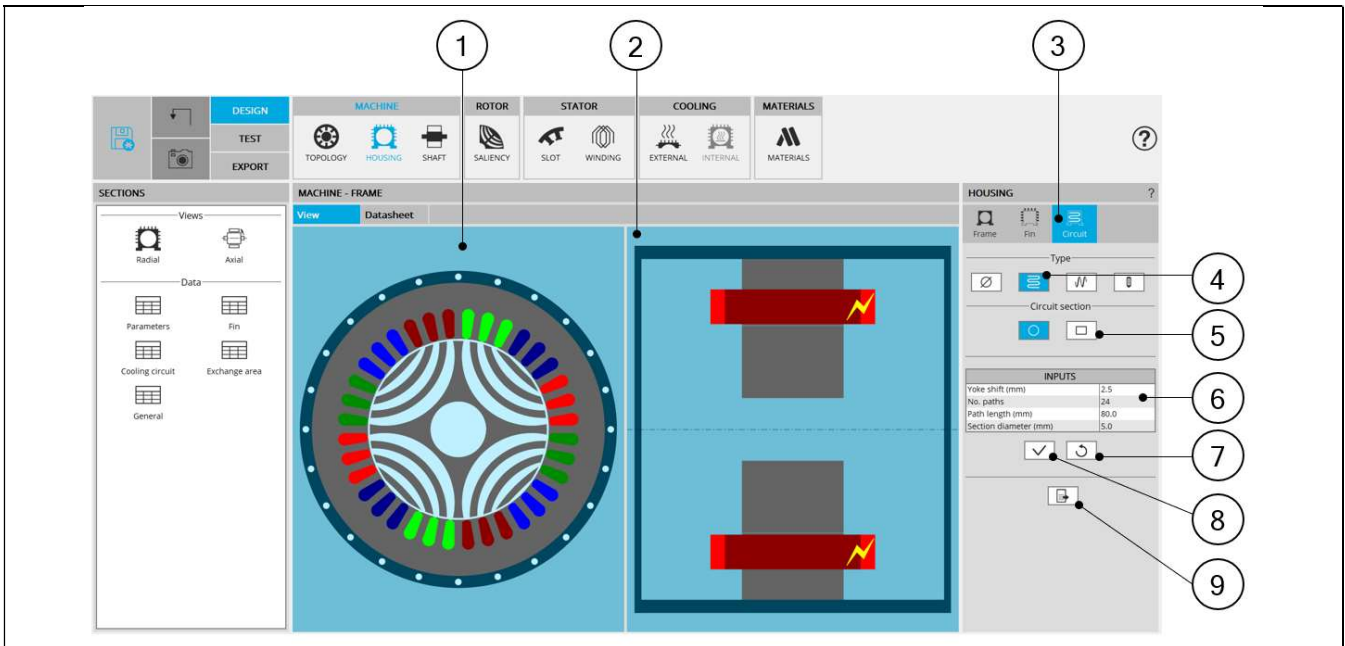 1
2
3
DESIGN
TEST
EXPORT
MACHINE
TOPOLOGY
HOUSING
SHAFT
ROTOR
SALIENCY
STATOR
SLOT
WINDING
COOLING
EXTERNAL
INTERNAL
MATERIALS
MATERIALS
?
SECTIONS
Views
Radial
Axial
Data
Parameters
Fin
Cooling circuit
Exchange area
General
MACHINE - FRAME
View
Datasheet
HOUSING
?
Frame
Fin
Circuit
Type
4
Circuit section
5
INPUTS
Yoke shift (mm) 2.5
No. paths 24
Path length (mm) 80.0
Section diameter (mm) 5.0
6
7
8
9